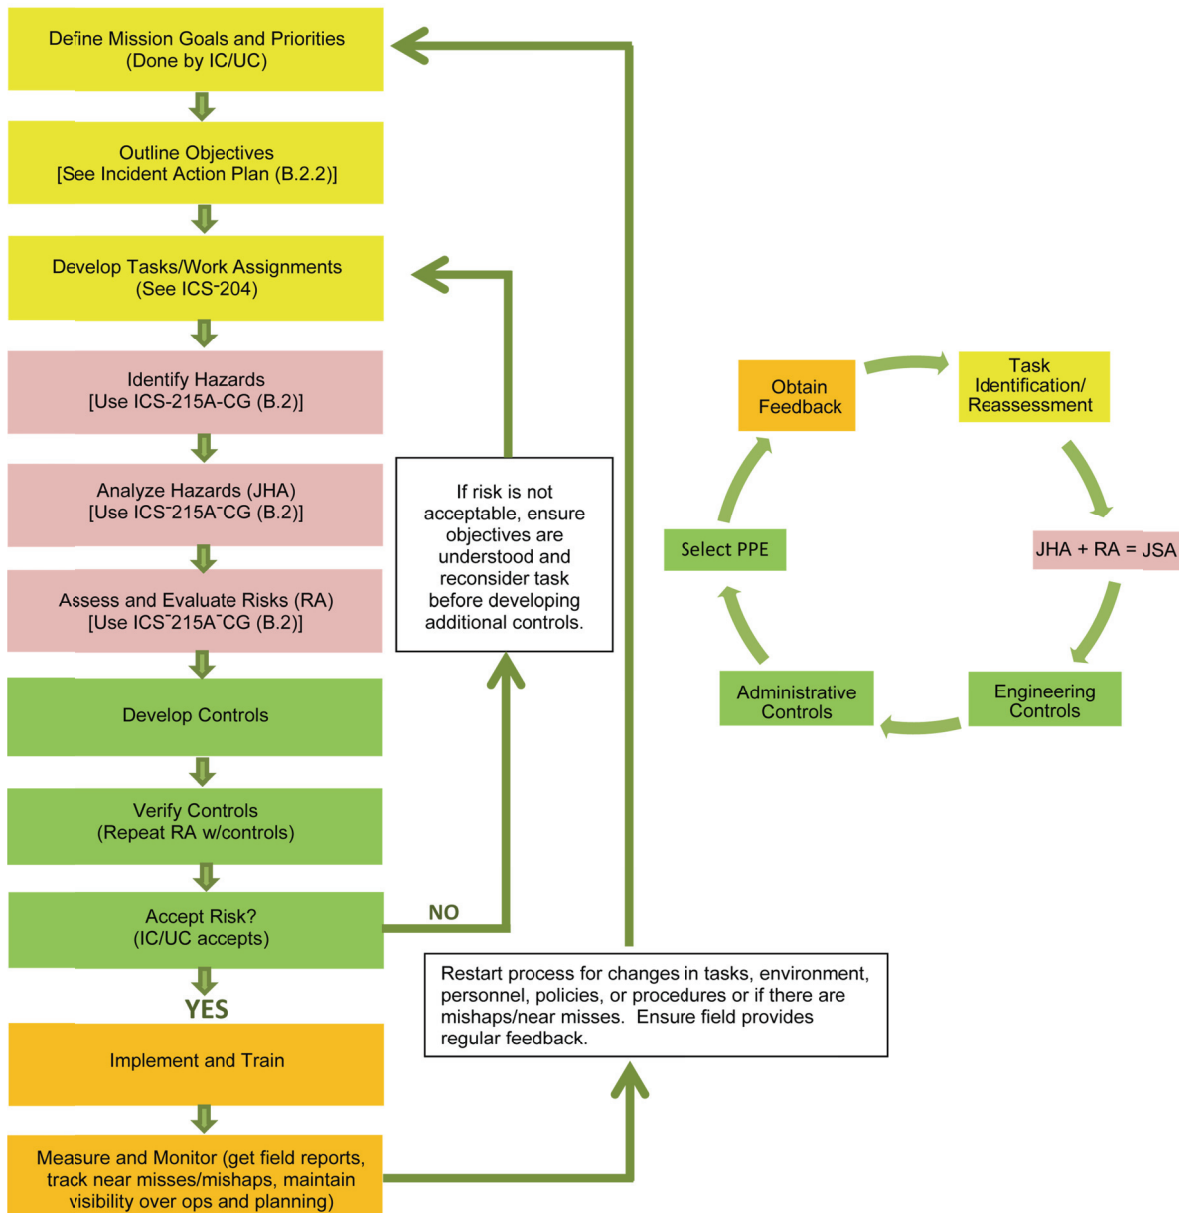 Define Mission Goals and Priorities
(Done by IC/UC)
Outline Objectives
[See Incident Action Plan (B.2.2)]
Develop Tasks/Work Assignments
(See ICS-204)
Identify Hazards
[Use ICS-215A-CG (B.2)]
Analyze Hazards (JHA)
[Use ICS-215A-CG (B.2)]
Assess and Evaluate Risks (RA)
[Use ICS-215A-CG (B.2)]
Develop Controls
Verify Controls
(Repeat RA w/controls)
Accept Risk?
(IC/UC accepts)
NO
YES
Implement and Train
Measure and Monitor (get field reports,
track near misses/mishaps, maintain
visibility over ops and planning)
If risk is not
acceptable, ensure
objectives are
understood and
reconsider task
before developing
additional controls.
Restart process for changes in tasks, environment,
personnel, policies, or procedures or if there are
mishaps/near misses.  Ensure field provides
regular feedback.
Obtain
Feedback
Task
Identification/
Reassessment
JHA + RA = JSA
Engineering
Controls
Administrative
Controls
Select PPE